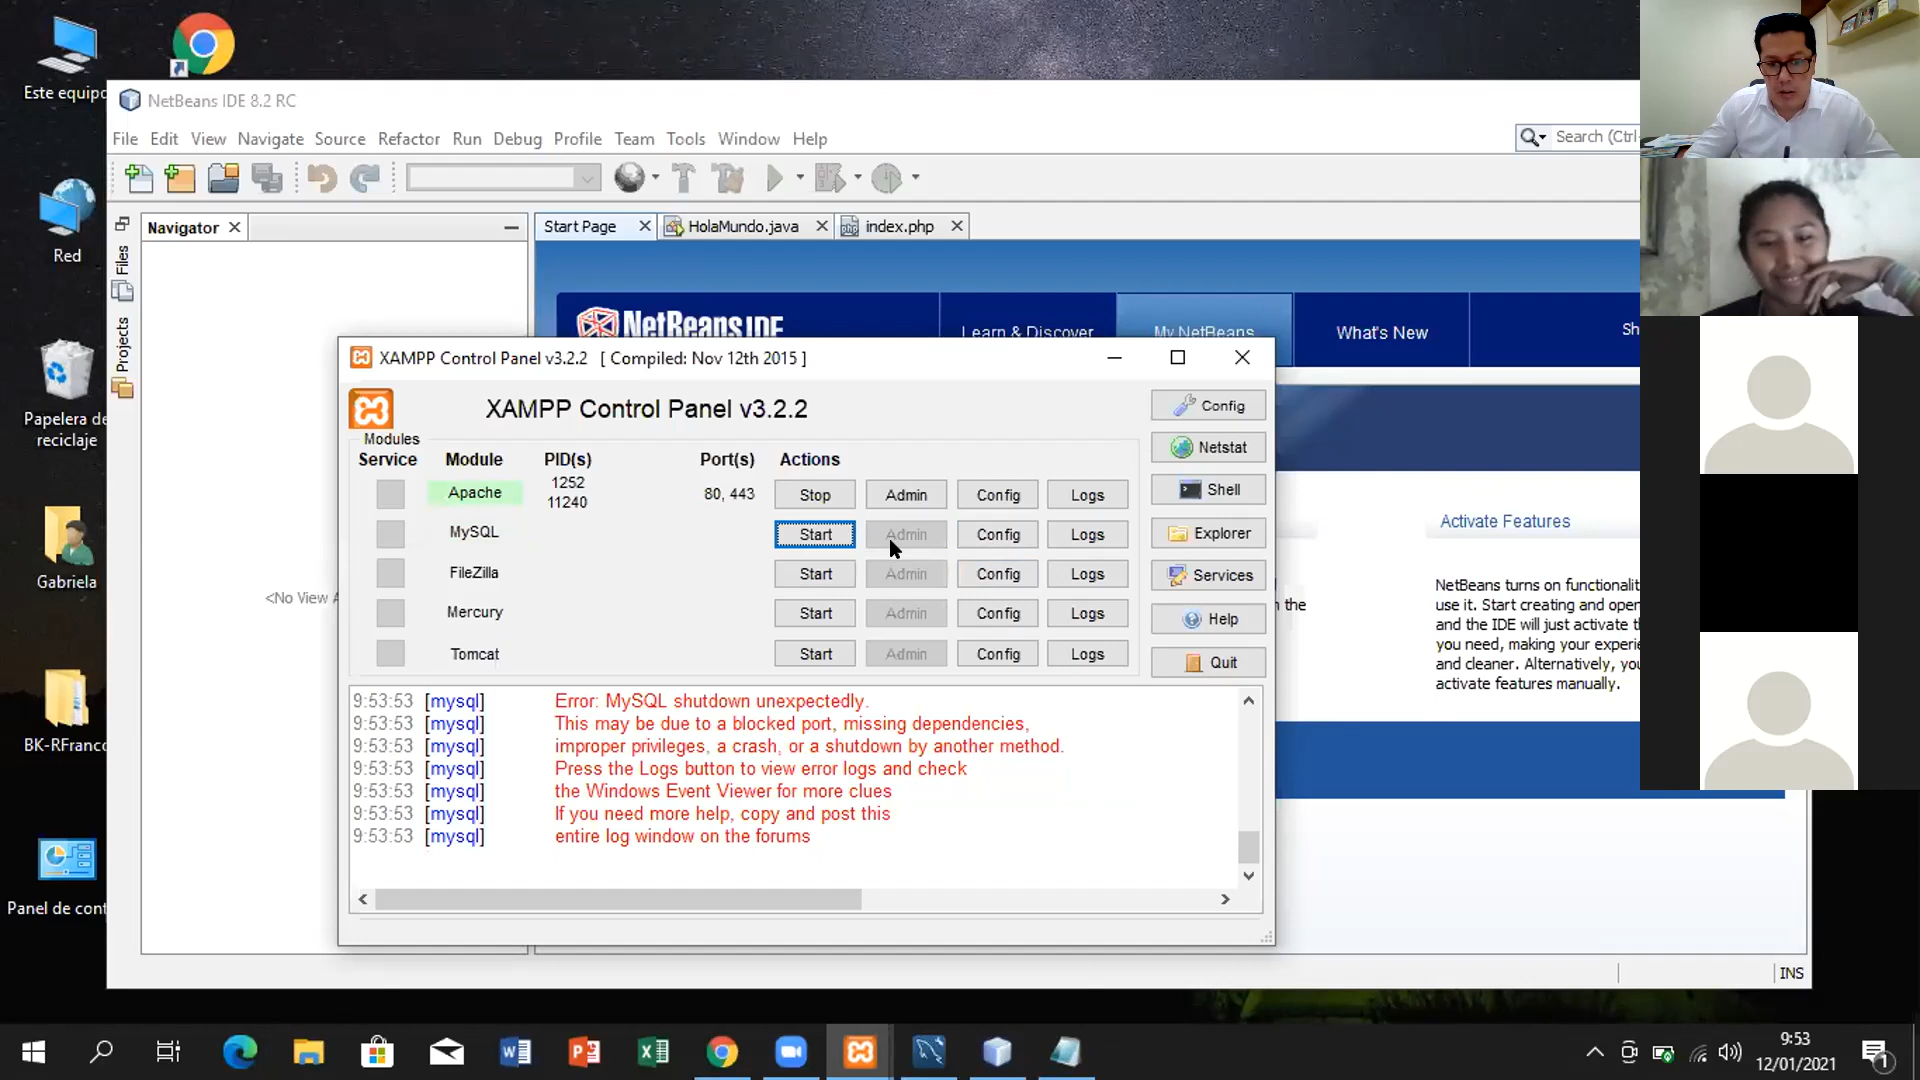 Este equipo
NetBeans IDE 8.2 RC
File Edit View Navigate Source Refactor Run Debug Profile Team Tools Window Help
Search (Ctrl
Navigator
Start Page
HolaMundo.java
index.php
Files
Projects
Red
NetBeans IDE
Learn & Discover
My NetBeans
What's New
Sh
XAMPP Control Panel v3.2.2 [ Compiled: Nov 12th 2015 ]
XAMPP Control Panel v3.2.2
Config
Modules
Service Module PID(s) Port(s) Actions
Netstat
Apache 1252
11240
80, 443 Stop Admin Config Logs
Shell
MySQL Start Admin Config Logs
Explorer
FileZilla Start Admin Config Logs
Services
Mercury Start Admin Config Logs
Help
Tomcat Start Admin Config Logs
Quit
9:53:53 [mysql] Error: MySQL shutdown unexpectedly.
9:53:53 [mysql] This may be due to a blocked port, missing dependencies,
9:53:53 [mysql] improper privileges, a crash, or a shutdown by another method.
9:53:53 [mysql] Press the Logs button to view error logs and check
9:53:53 [mysql] the Windows Event Viewer for more clues
9:53:53 [mysql] If you need more help, copy and post this
9:53:53 [mysql] entire log window on the forums
<No View
Activate Features
NetBeans turns on functionalit
use it. Start creating and open
and the IDE will just activate t
you need, making your experie
and cleaner. Alternatively, you
activate features manually.
n the
Papelera de
reciclaje
Gabriela
BK-RFranco
Panel de cont
INS
9:53
12/01/2021
1